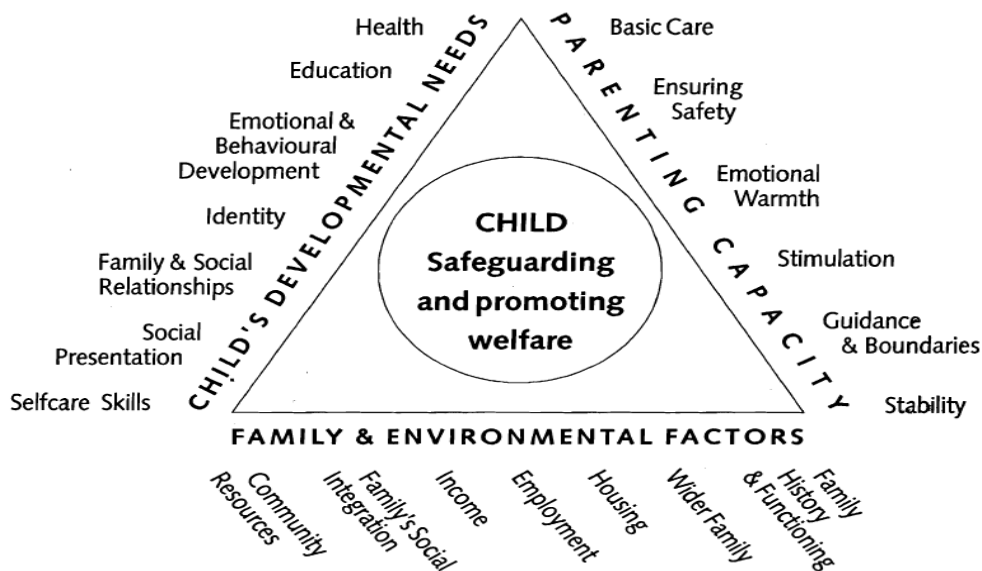 Health
Education
Emotional &
Behavioural
Development
Identity
Family & Social
Relationships
Social
Presentation
Selfcare Skills
CHILD'S DEVELOPMENTAL NEEDS
CHILD
Safeguarding
and promoting
welfare
PARENTING CAPACITY
Basic Care
Ensuring
Safety
Emotional
Warmth
Stimulation
Guidance
& Boundaries
Stability
FAMILY & ENVIRONMENTAL FACTORS
Community
Resources
Family's Social
Integration
Income
Employment
Housing
Wider Family
Family
History
& Functioning